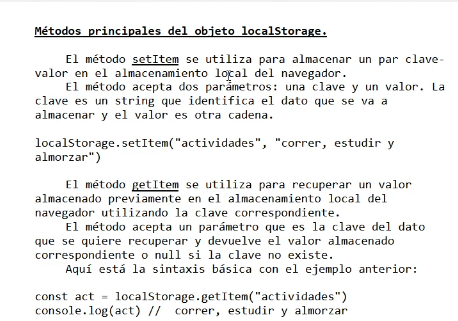 Métodos principales del objeto localStorage.
El método setItem se utiliza para almacenar un par clave-
valor en el almacenamiento local del navegador.
El método acepta dos parámetros: una clave y un valor. La
clave es un string que identifica el dato que se va a
almacenar y el valor es otra cadena.
localStorage.setItem("actividades", "correr, estudir y
almorzar")
El método getItem se utiliza para recuperar un valor
almacenado previamente en el almacenamiento local del
navegador utilizando la clave correspondiente.
El método acepta un parámetro que es la clave del dato
que se quiere recuperar y devuelve el valor almacenado
correspondiente o null si la clave no existe.
Aquí está la sintaxis básica con el ejemplo anterior:
const act = localStorage.getItem("actividades")
console.log(act) //  correr, estudir y almorzar